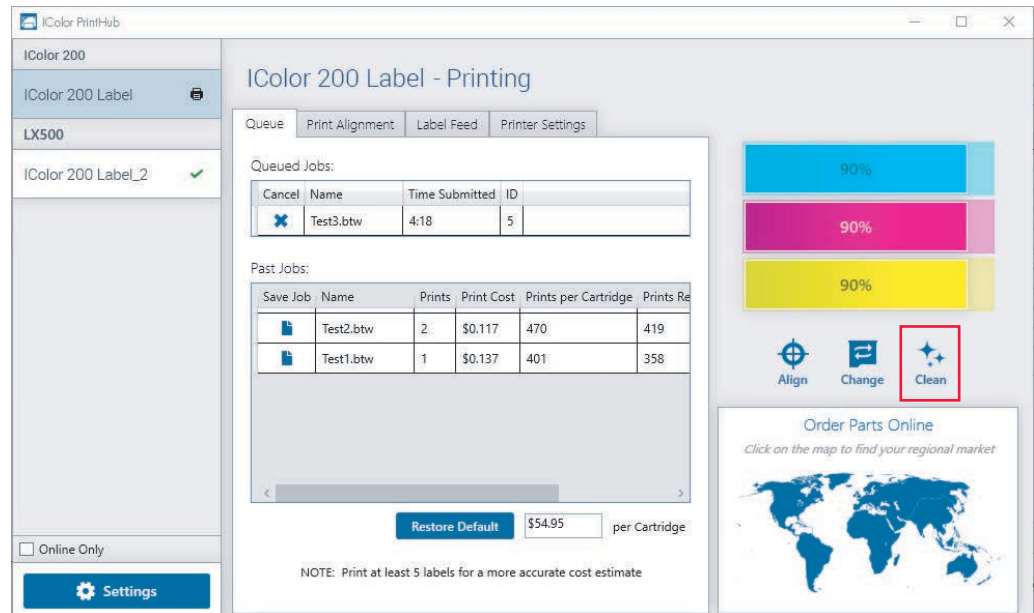 IColor PrintHub
IColor 200
IColor 200 Label
LX500
IColor 200 Label_2
Online Only
Settings
IColor 200 Label - Printing
Queue Print Alignment Label Feed Printer Settings
Queued Jobs:
Cancel Name Time Submitted ID
Test3.btw 4:18 5
Past Jobs:
Save Job Name Prints Print Cost Prints per Cartridge Prints Re
Test2.btw 2 $0.117 470 419
Test1.btw 1 $0.137 401 358
Restore Default $54.95 per Cartridge
NOTE: Print at least 5 labels for a more accurate cost estimate
90%
90%
90%
Align Change Clean
Order Parts Online
Click on the map to find your regional market